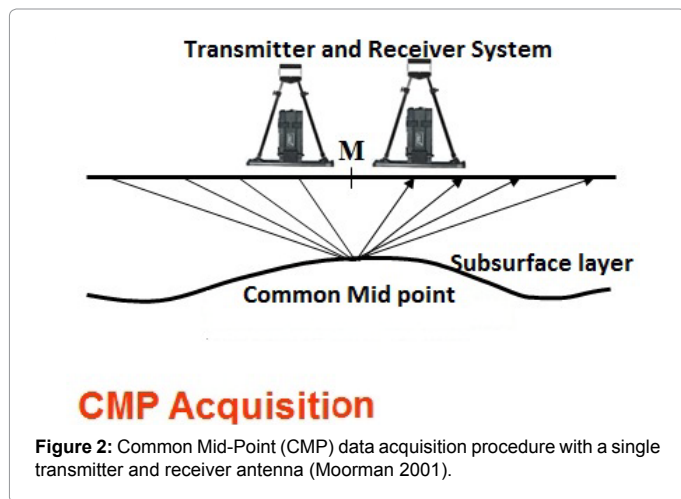 Transmitter and Receiver System
M
Subsurface layer
Common Mid point
CMP Acquisition
Figure 2: Common Mid-Point (CMP) data acquisition procedure with a single
transmitter and receiver antenna (Moorman 2001).